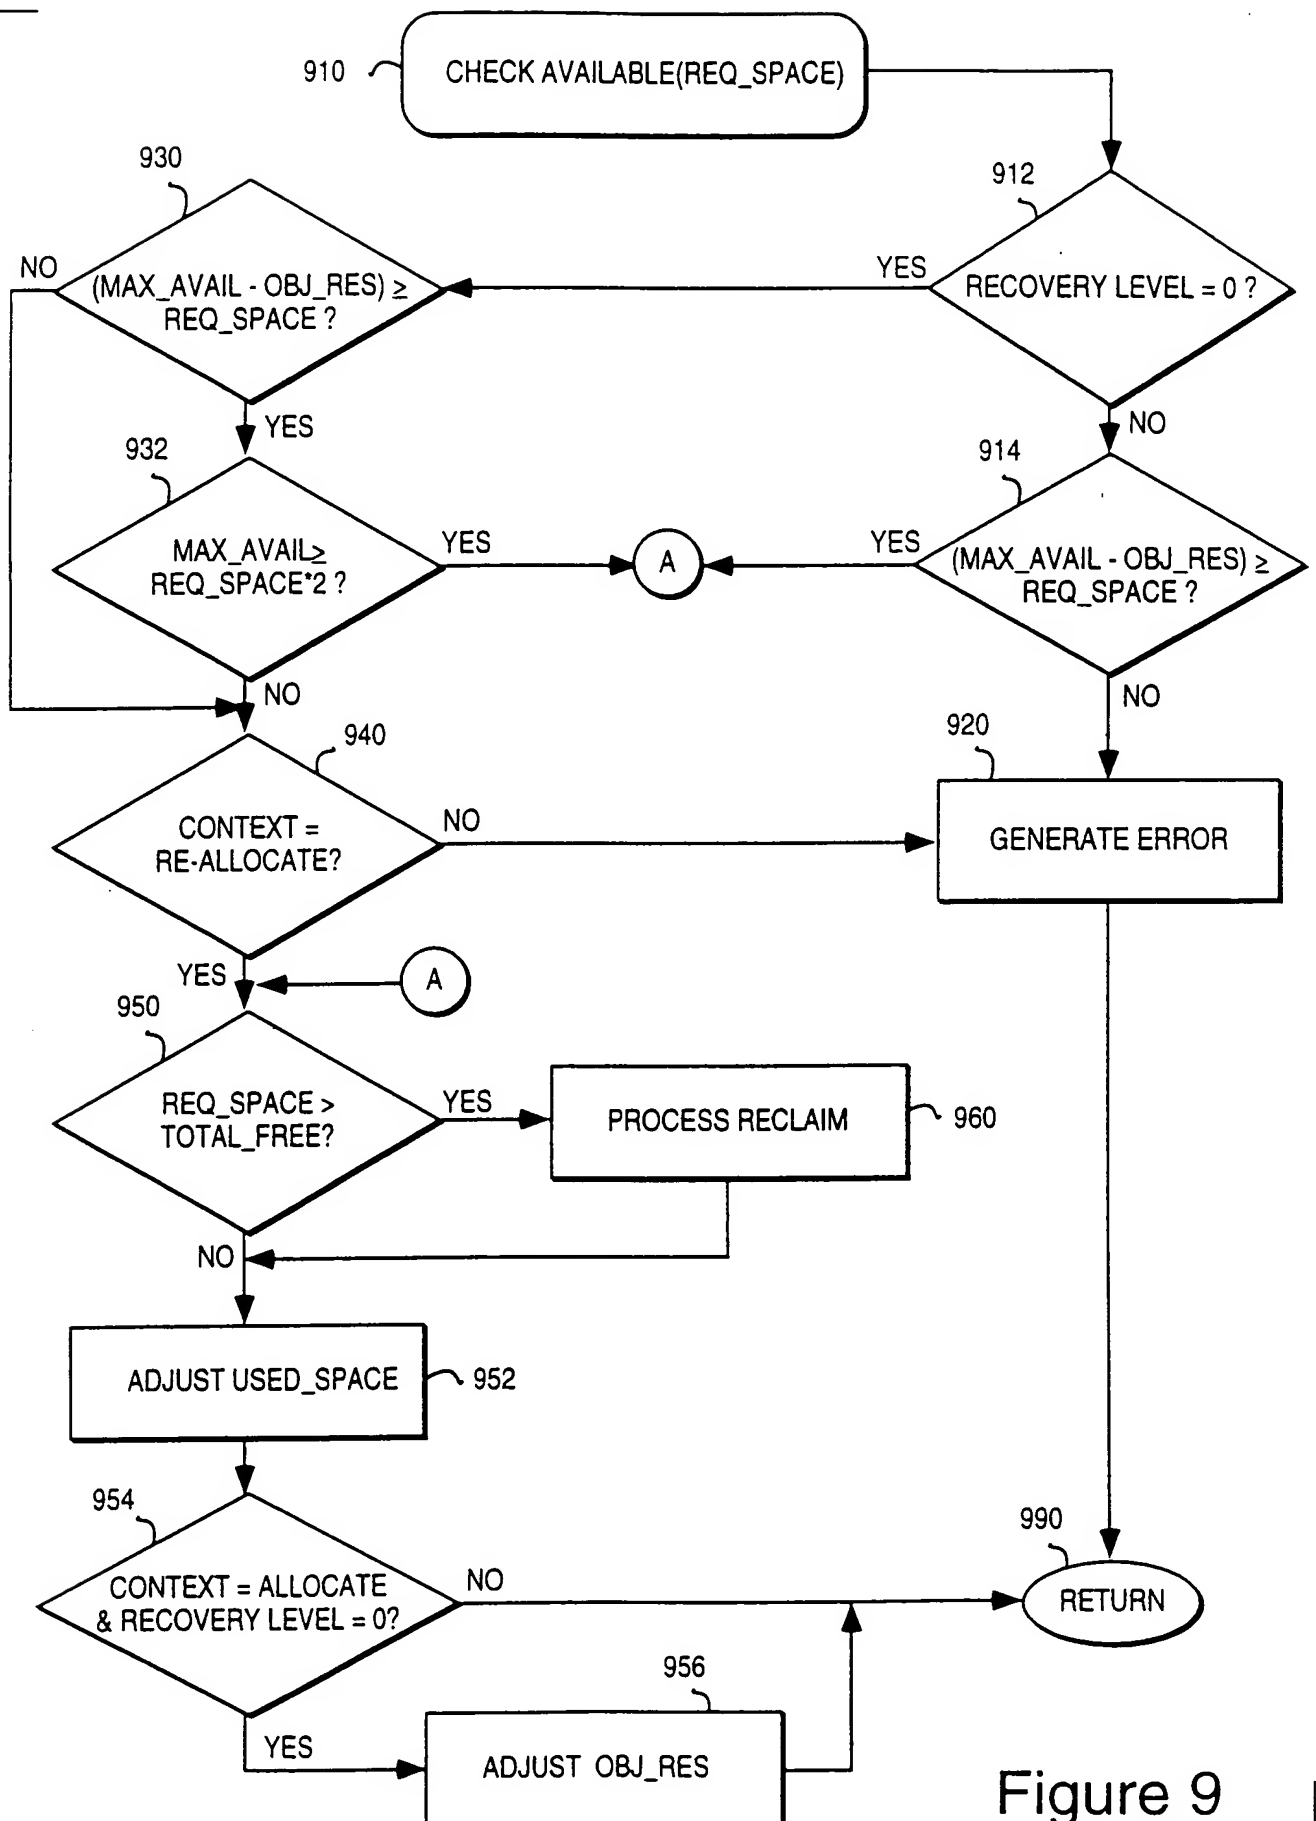 910
CHECK AVAILABLE(REQ_SPACE)
930
912
NO
(MAX_AVAIL - OBJ_RES) ≥
REQ_SPACE ?
YES
RECOVERY LEVEL = 0 ?
YES
NO
932
914
MAX_AVAIL≥
REQ_SPACE*2 ?
YES
A
YES
(MAX_AVAIL - OBJ_RES) ≥
REQ_SPACE ?
NO
NO
940
920
CONTEXT =
RE-ALLOCATE?
NO
GENERATE ERROR
YES
A
950
REQ_SPACE >
TOTAL_FREE?
YES
PROCESS RECLAIM
960
NO
ADJUST USED_SPACE
952
954
990
CONTEXT = ALLOCATE
& RECOVERY LEVEL = 0?
NO
RETURN
956
YES
ADJUST OBJ_RES
Figure 9